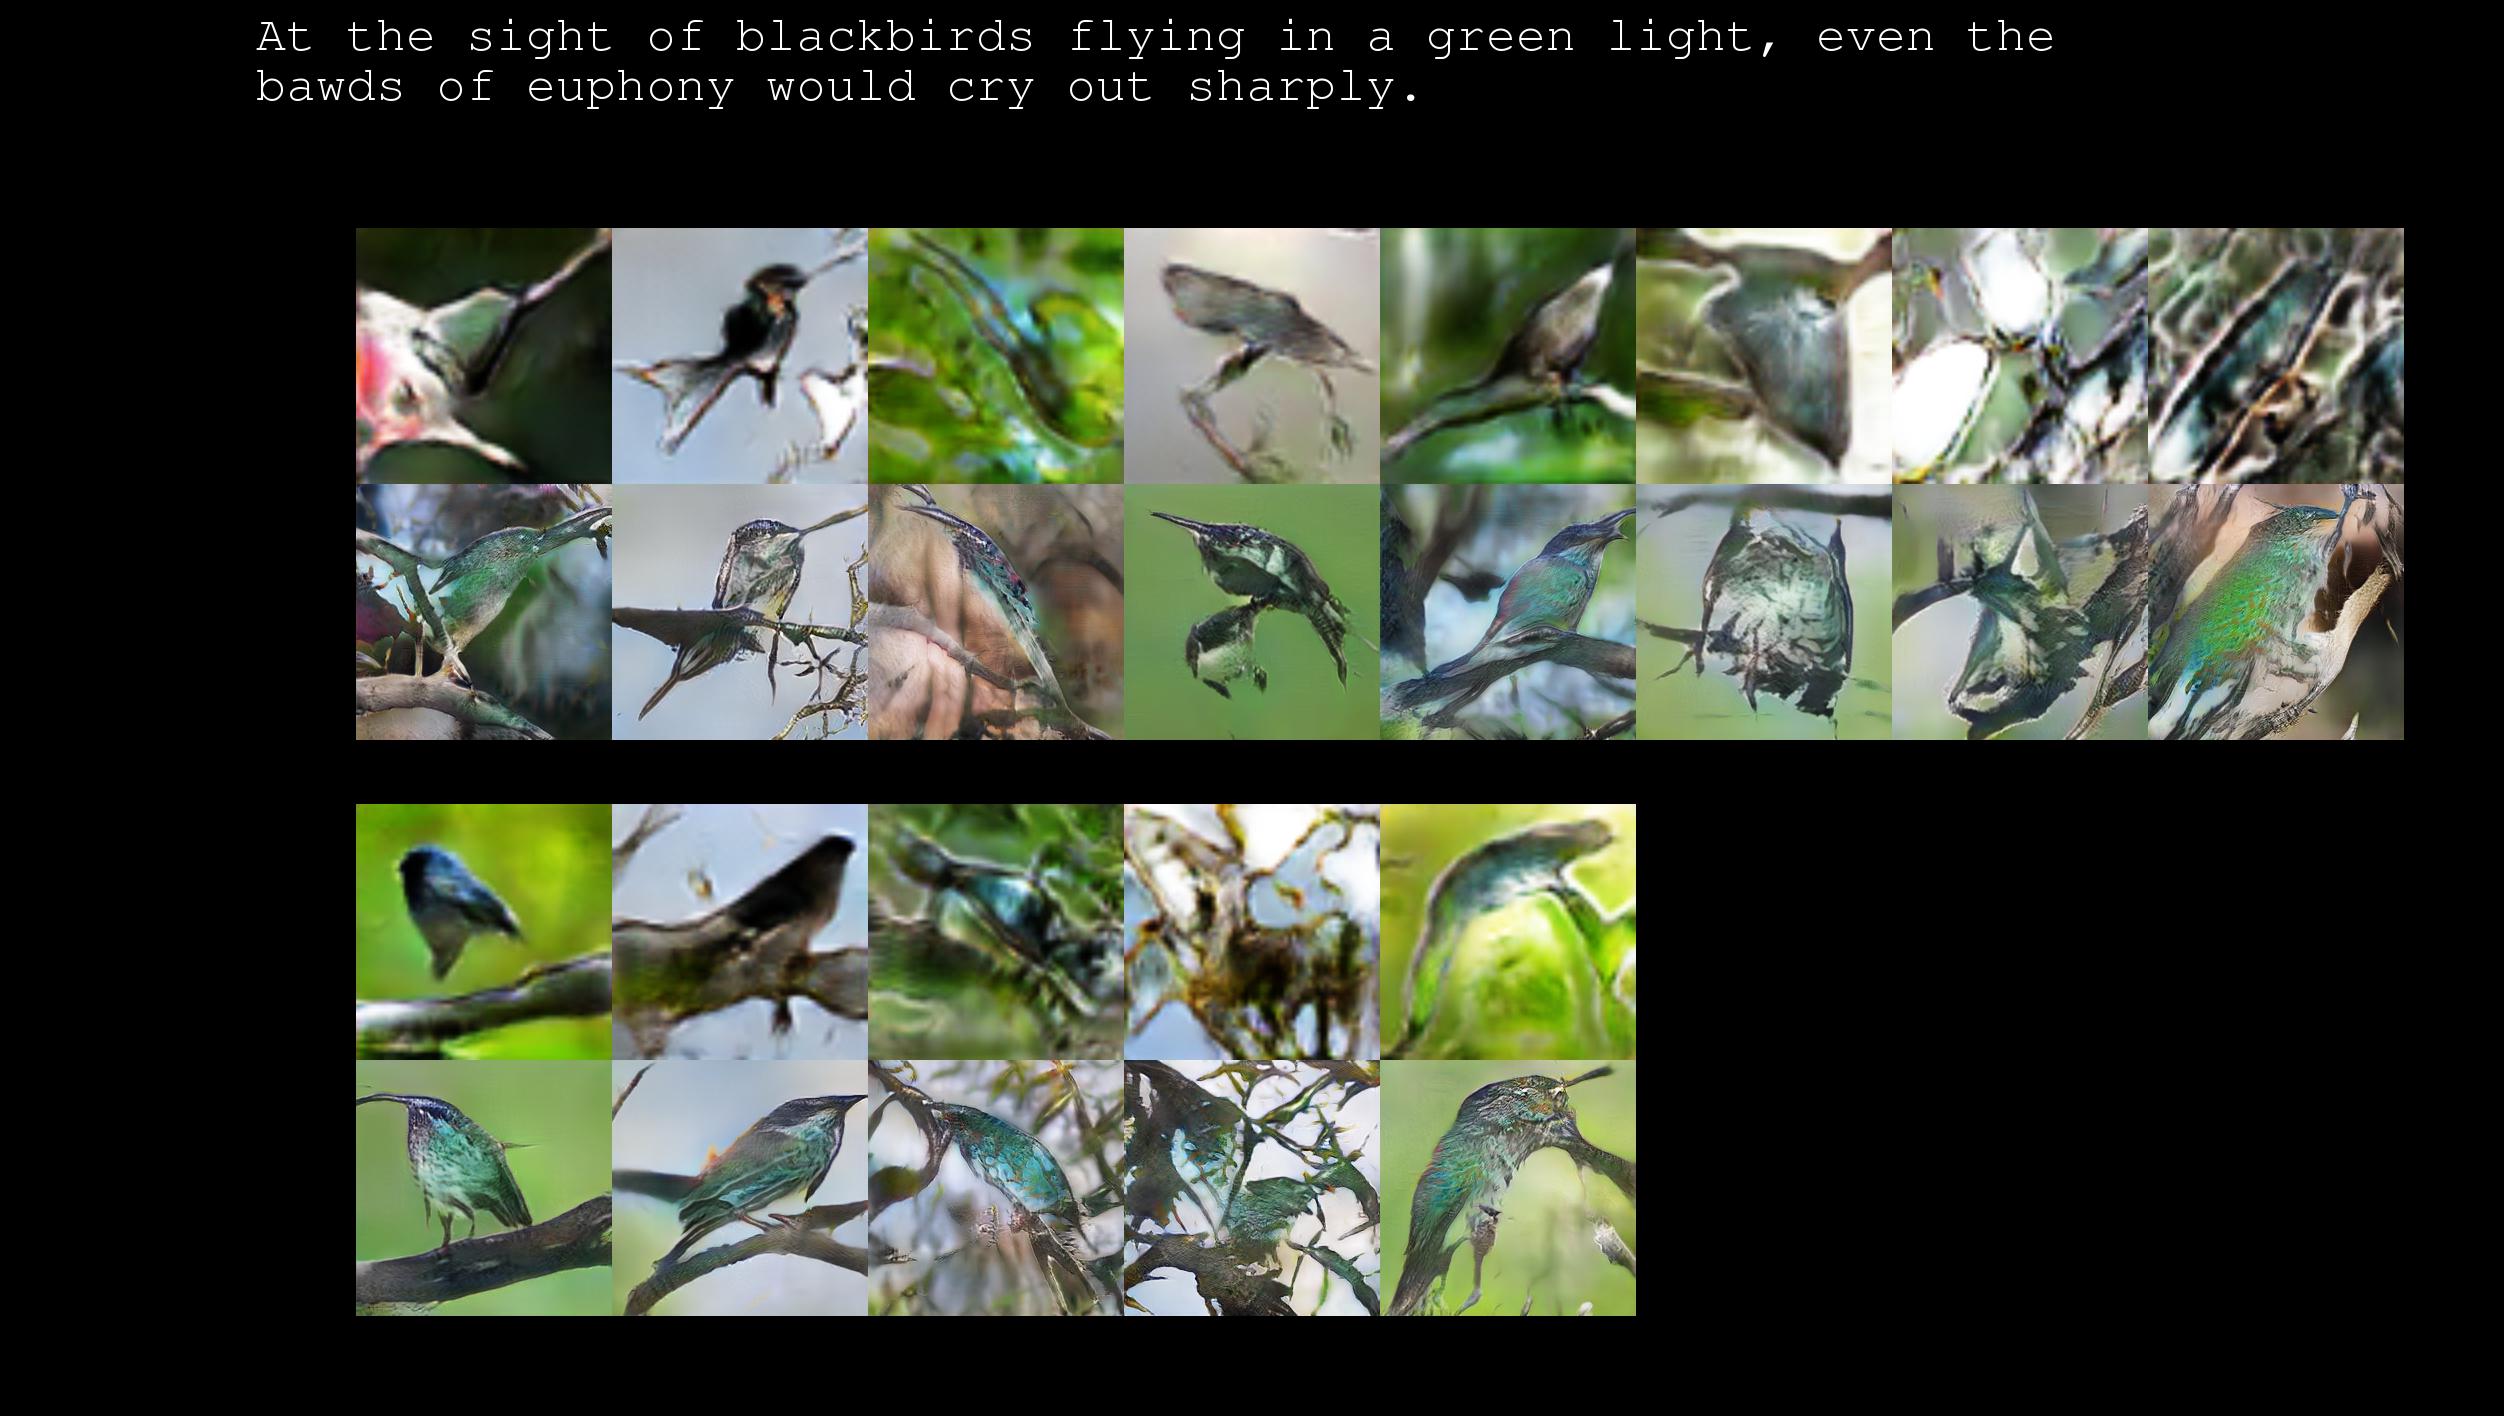 At the sight of blackbirds flying in a green light, even the
bawds of euphony would cry out sharply.